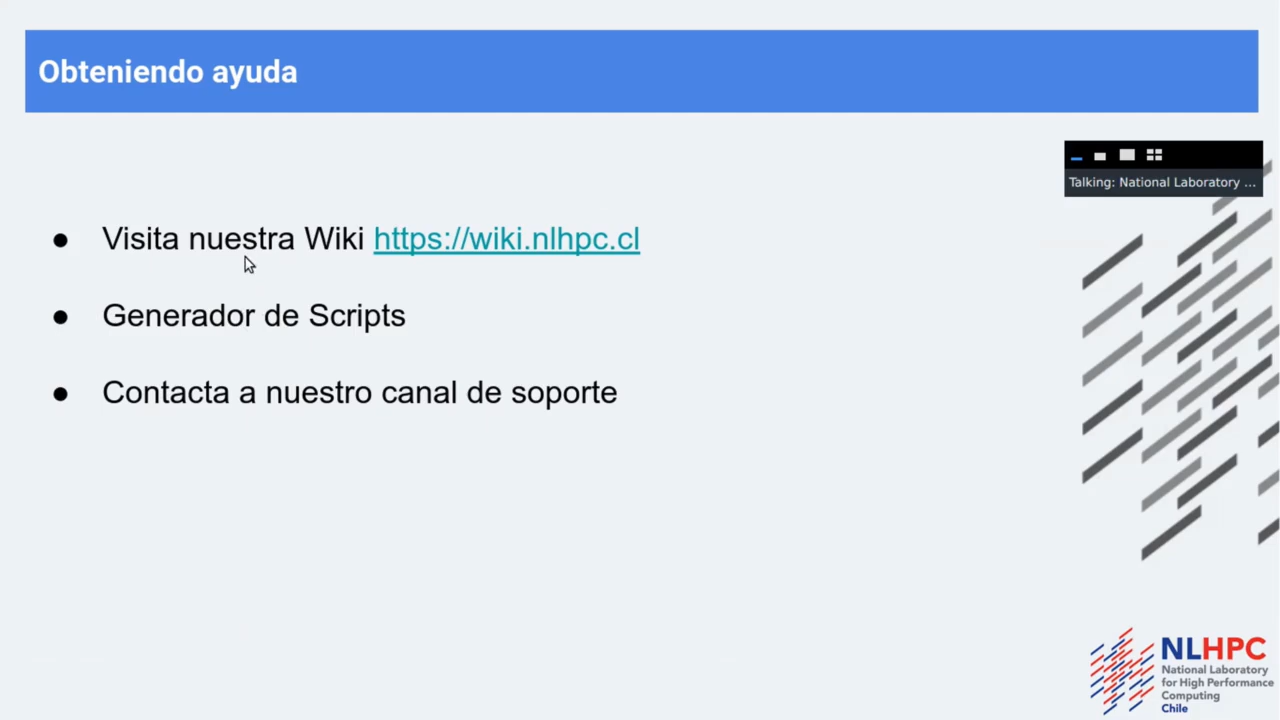 Obteniendo ayuda
Talking: National Laboratory ...
● Visita nuestra Wiki https://wiki.nlhpc.cl
● Generador de Scripts
● Contacta a nuestro canal de soporte
NLHPC
National Laboratory
for High Performance
Computing
Chile